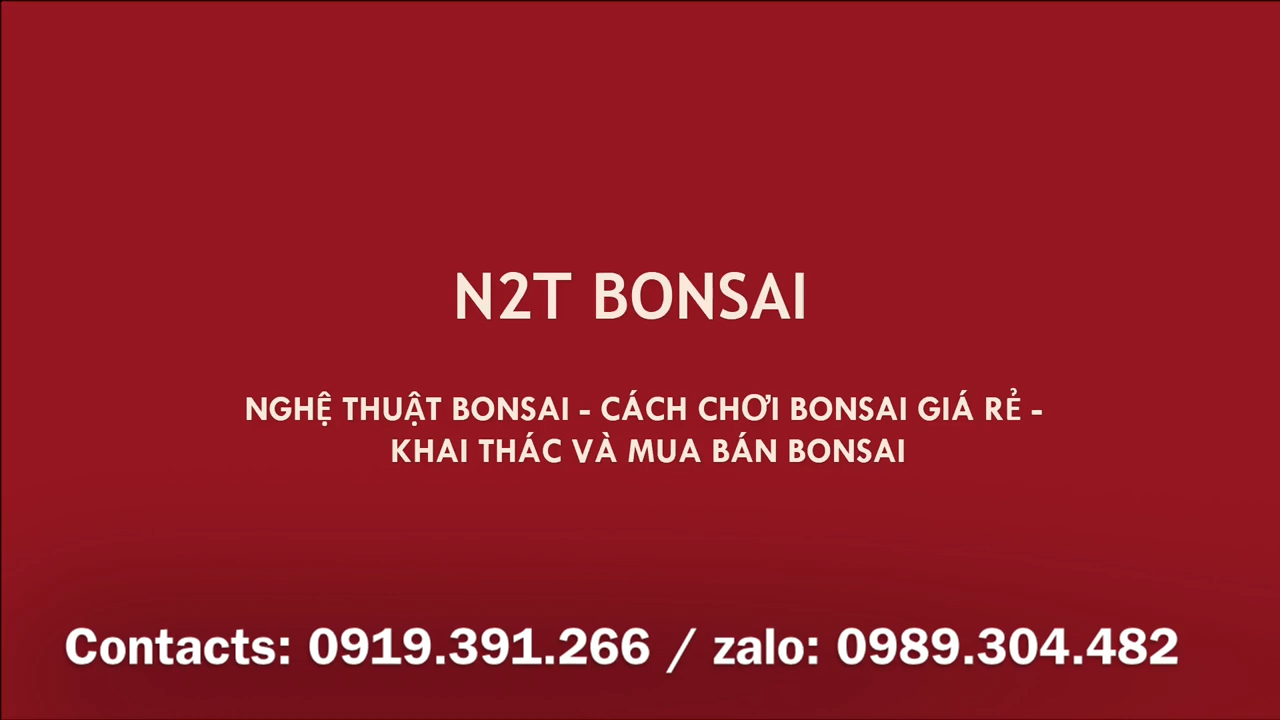 N2T BONSAI
NGHỆ THUẬT BONSAI - CÁCH CHƠI BONSAI GIÁ RẺ -
KHAI THÁC VÀ MUA BÁN BONSAI
Contacts: 0919.391.266 / zalo: 0989.304.482